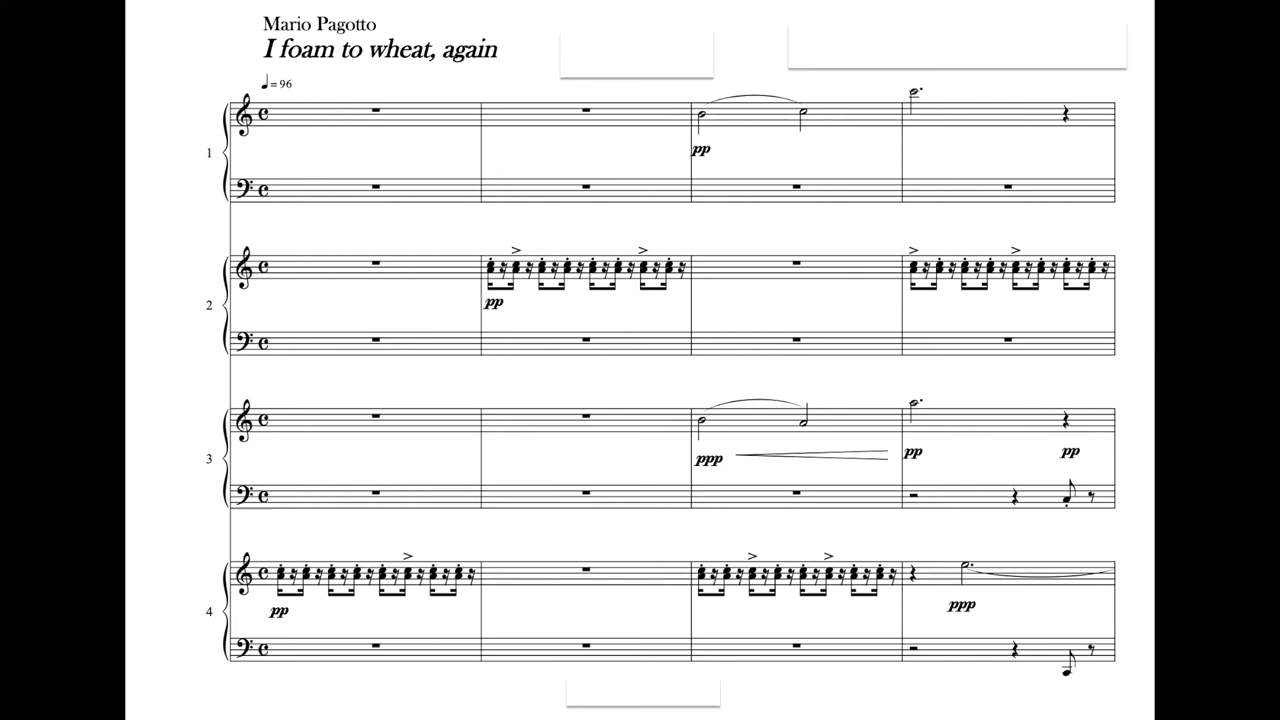 Mario Pagotto
I foam to wheat, again
♩ = 96
pp
1
pp
2
ppp pp pp
3
pp ppp
4